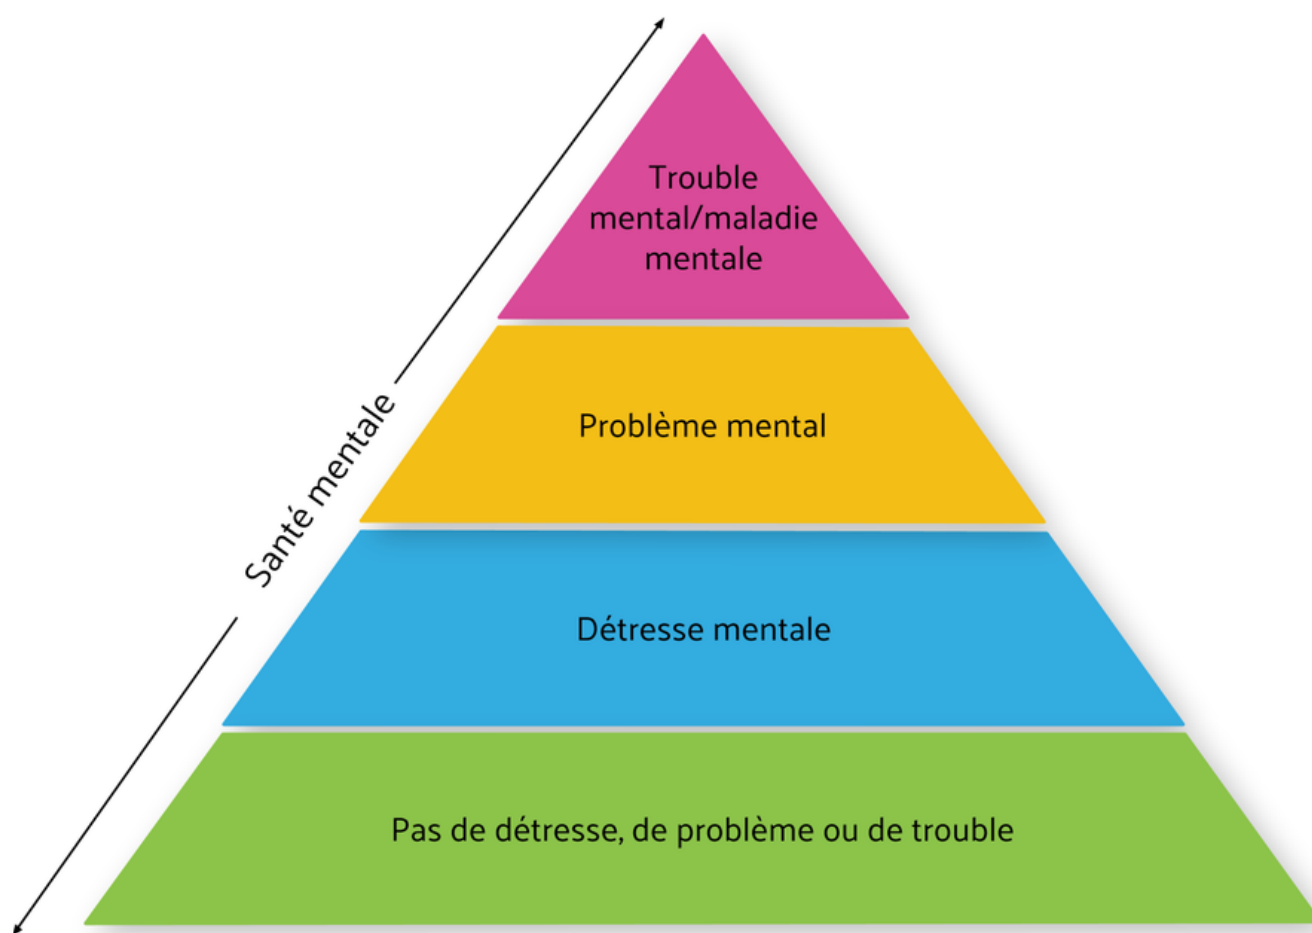 Trouble
mental/maladie
mentale
Problème mental
Santé mentale
Détresse mentale
Pas de détresse, de problème ou de trouble